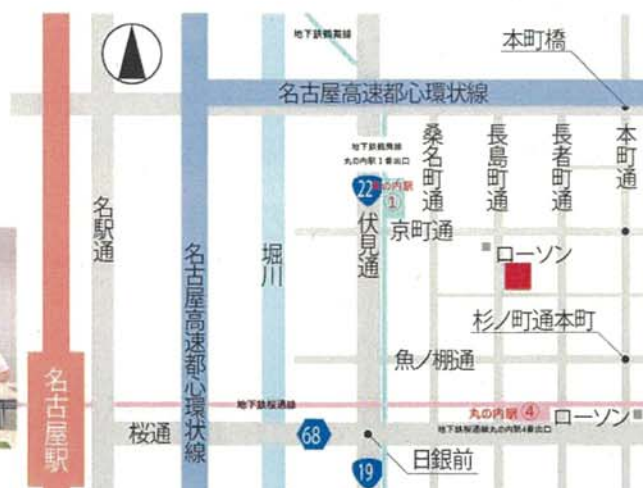 地下鉄鶴舞線
本町橋
名古屋高速都心環状線
地下鉄鶴舞線
丸の内駅1番出口
22
丸の内駅
①
桑名町通
長島町通
長者町通
本町通
名駅通
名古屋高速都心環状線
堀川
伏見通
京町通
ローソン
杉ノ町通本町
魚ノ棚通
名古屋駅
地下鉄桜通線
丸の内駅④
ローソン
桜通
68
地下鉄桜通線丸の内駅4番出口
日銀前
19